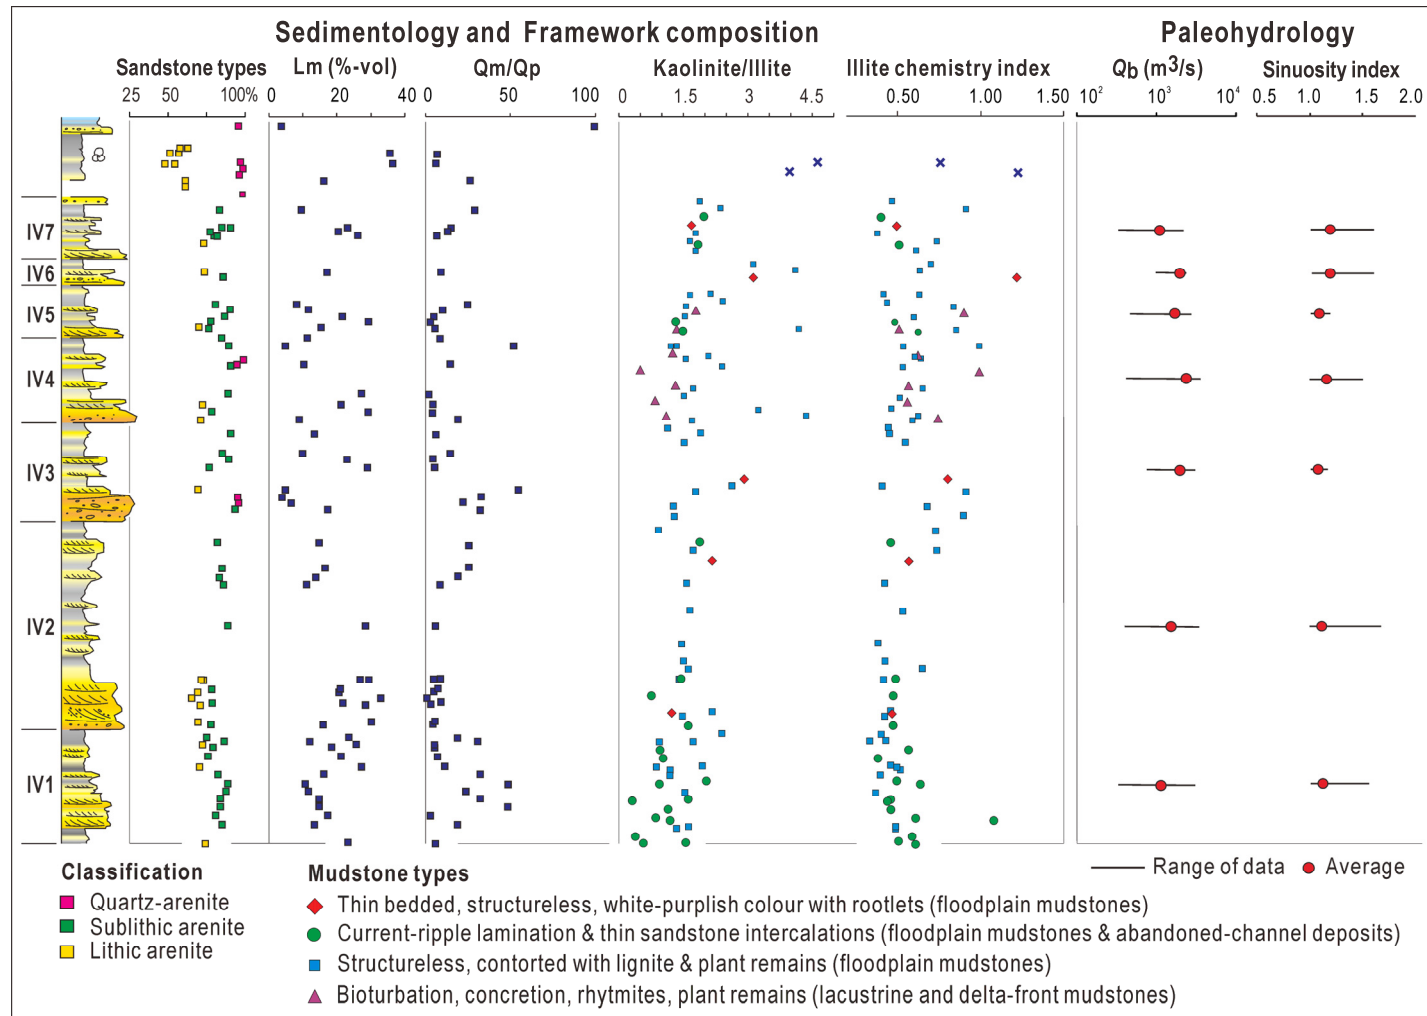 Sedimentology and Framework composition
Paleohydrology
Sandstone types
Lm (%-vol)
Qm/Qp
Kaolinite/Illite
Illite chemistry index
Qb (m3/s)
Sinuosity index
25 50 100%
0 20 40
0 50 100
0 1.5 3 4.5
0.50 1.00 1.50
10² 10³ 10⁴
0.5 1.0 1.5 2.0
IV7
IV6
IV5
IV4
IV3
IV2
IV1
Classification
Quartz-arenite
Sublithic arenite
Lithic arenite
Mudstone types
Thin bedded, structureless, white-purplish colour with rootlets (floodplain mudstones)
Current-ripple lamination & thin sandstone intercalations (floodplain mudstones & abandoned-channel deposits)
Structureless, contorted with lignite & plant remains (floodplain mudstones)
Bioturbation, concretion, rhytmites, plant remains (lacustrine and delta-front mudstones)
Range of data
Average